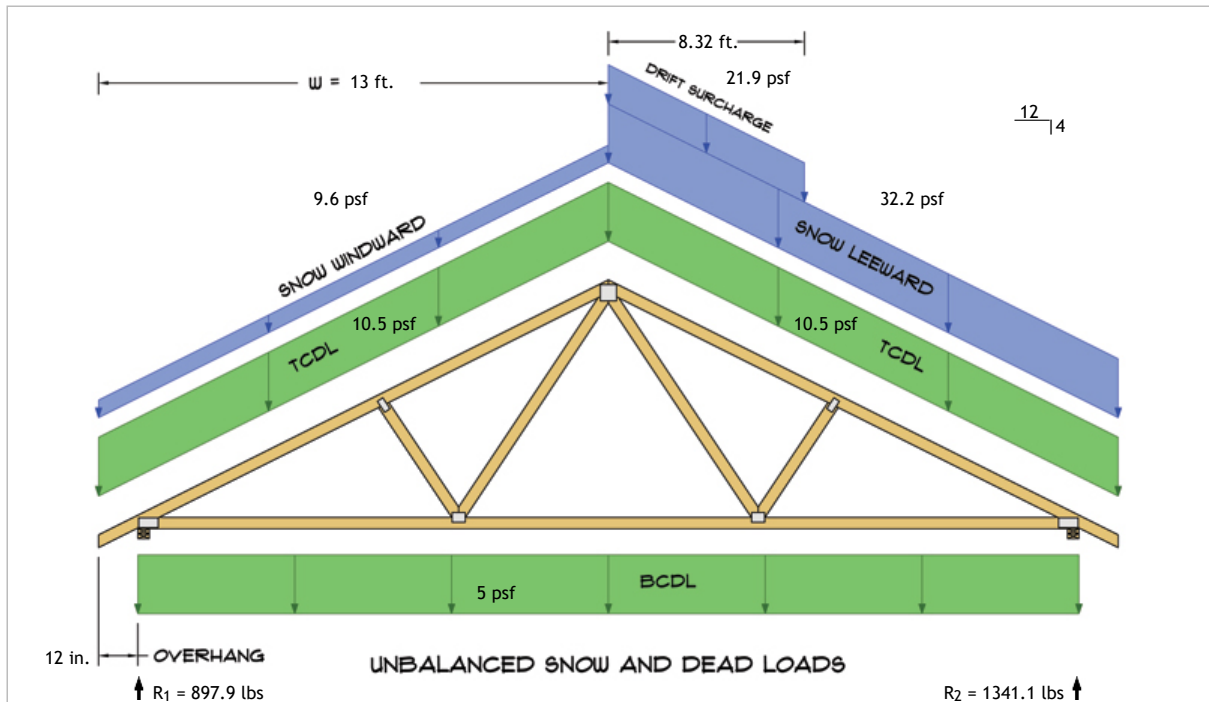 8.32 ft.
DRIFT SURCHARGE
21.9 psf
W = 13 ft.
12
4
9.6 psf
32.2 psf
SNOW WINDWARD
SNOW LEEWARD
10.5 psf
10.5 psf
TCDL
TCDL
BCDL
5 psf
12 in.
OVERHANG
UNBALANCED SNOW AND DEAD LOADS
R1 = 897.9 lbs
R2 = 1341.1 lbs